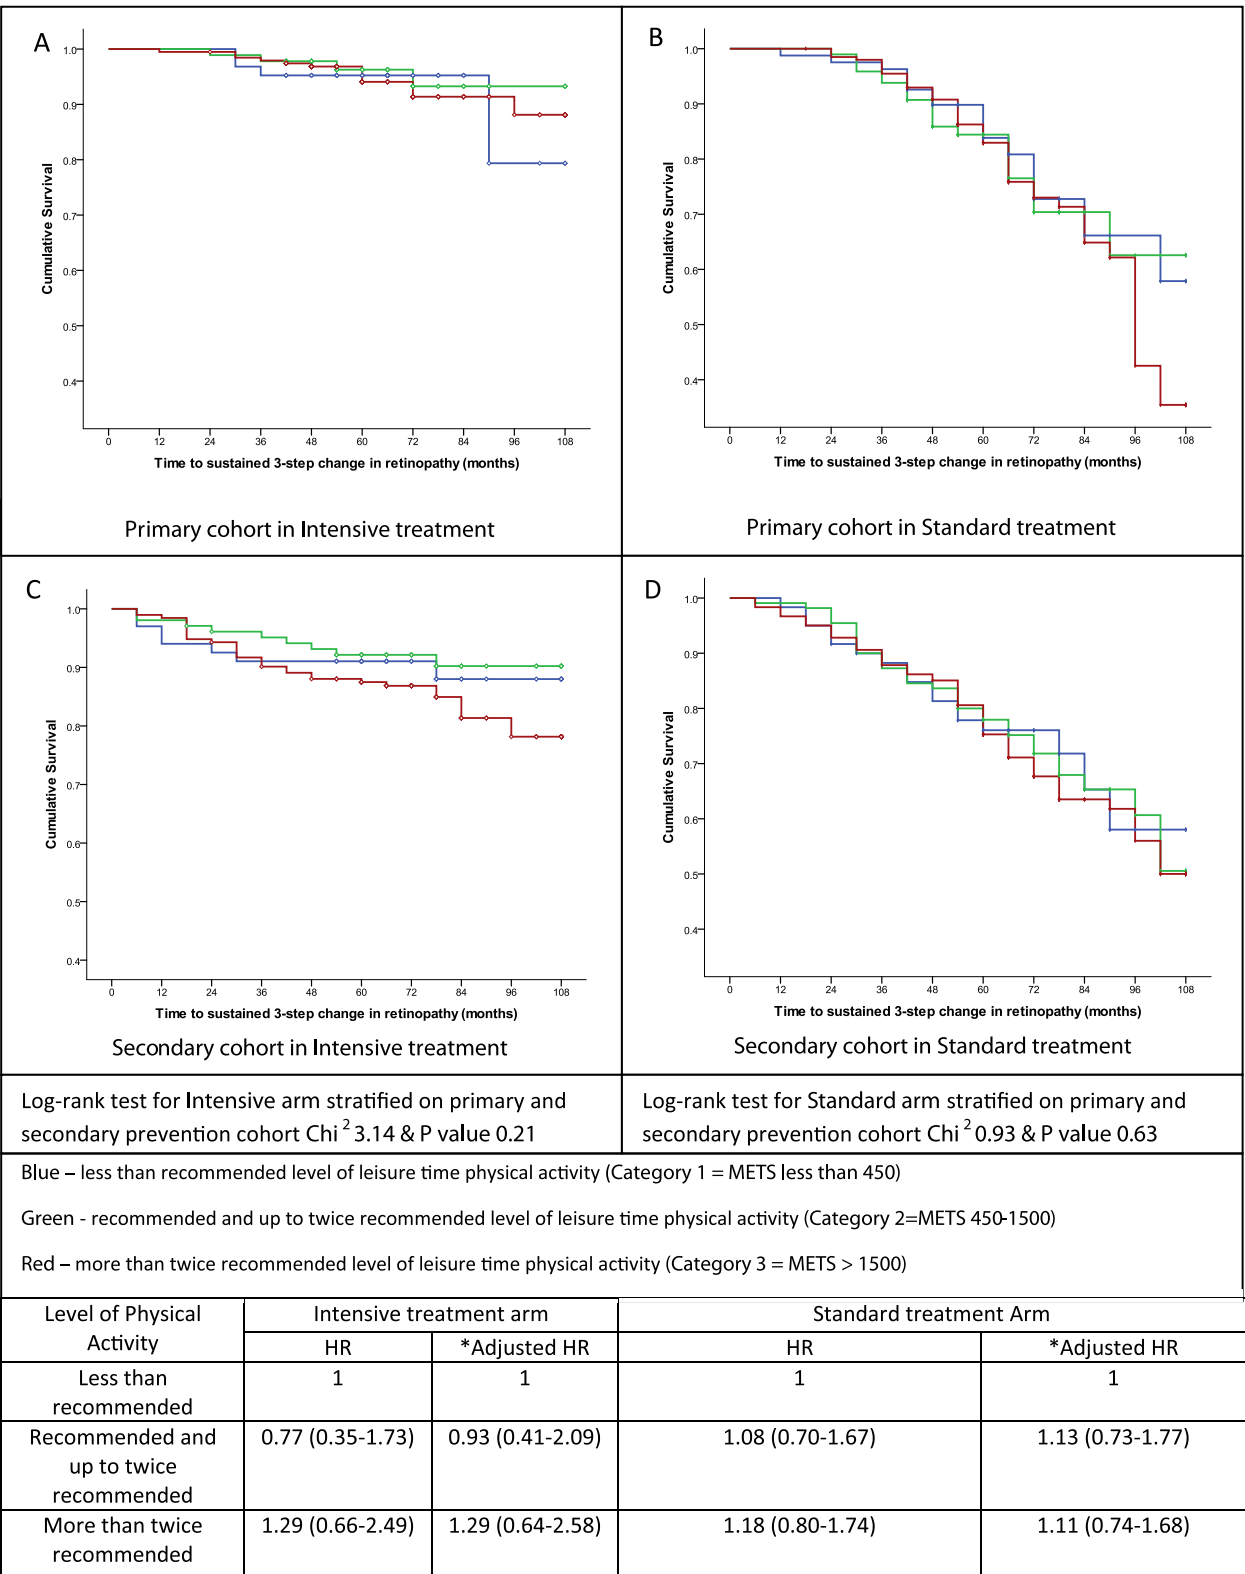 A
1.0
0.9
0.8
0.7
0.6
0.5
0.4
Cumulative Survival
0 12 24 36 48 60 72 84 96 108
Time to sustained 3-step change in retinopathy (months)
Primary cohort in Intensive treatment
B
1.0
0.9
0.8
0.7
0.6
0.5
0.4
Cumulative Survival
0 12 24 36 48 60 72 84 96 108
Time to sustained 3-step change in retinopathy (months)
Primary cohort in Standard treatment
C
1.0
0.9
0.8
0.7
0.6
0.5
0.4
Cumulative Survival
0 12 24 36 48 60 72 84 96 108
Time to sustained 3-step change in retinopathy (months)
Secondary cohort in Intensive treatment
D
1.0
0.9
0.8
0.7
0.6
0.5
0.4
Cumulative Survival
0 12 24 36 48 60 72 84 96 108
Time to sustained 3-step change in retinopathy (months)
Secondary cohort in Standard treatment
Log-rank test for Intensive arm stratified on primary and
secondary prevention cohort Chi 2 3.14 & P value 0.21
Log-rank test for Standard arm stratified on primary and
secondary prevention cohort Chi 2 0.93 & P value 0.63
Blue – less than recommended level of leisure time physical activity (Category 1 = METS less than 450)
Green - recommended and up to twice recommended level of leisure time physical activity (Category 2=METS 450-1500)
Red – more than twice recommended level of leisure time physical activity (Category 3 = METS > 1500)
Level of Physical
Activity
Intensive treatment arm
Standard treatment Arm
HR
*Adjusted HR
HR
*Adjusted HR
Less than
recommended
1
1
1
1
Recommended and
up to twice
recommended
0.77 (0.35-1.73)
0.93 (0.41-2.09)
1.08 (0.70-1.67)
1.13 (0.73-1.77)
More than twice
recommended
1.29 (0.66-2.49)
1.29 (0.64-2.58)
1.18 (0.80-1.74)
1.11 (0.74-1.68)